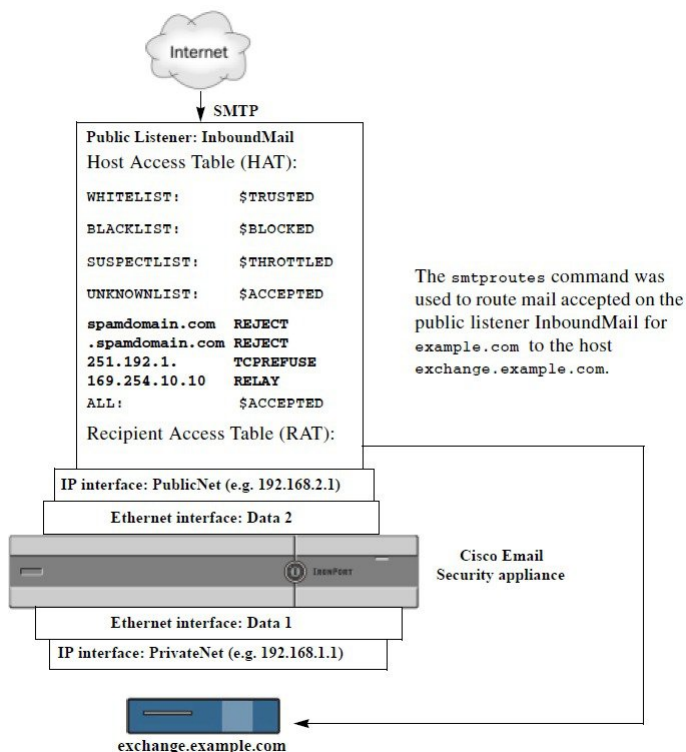 Internet
SMTP
Public Listener: InboundMail
Host Access Table (HAT):
WHITELIST: $TRUSTED
BLACKLIST: $BLOCKED
SUSPECTLIST: $THROTTLED
UNKNOWNLIST: $ACCEPTED
spamdomain.com REJECT
.spamdomain.com REJECT
251.192.1. TCPREFUSE
169.254.10.10 RELAY
ALL: $ACCEPTED
Recipient Access Table (RAT):
The smtproutes command was
used to route mail accepted on the
public listener InboundMail for
example.com to the host
exchange.example.com.
IP interface: PublicNet (e.g. 192.168.2.1)
Ethernet interface: Data 2
IRONPORT
Cisco Email
Security appliance
Ethernet interface: Data 1
IP interface: PrivateNet (e.g. 192.168.1.1)
exchange.example.com